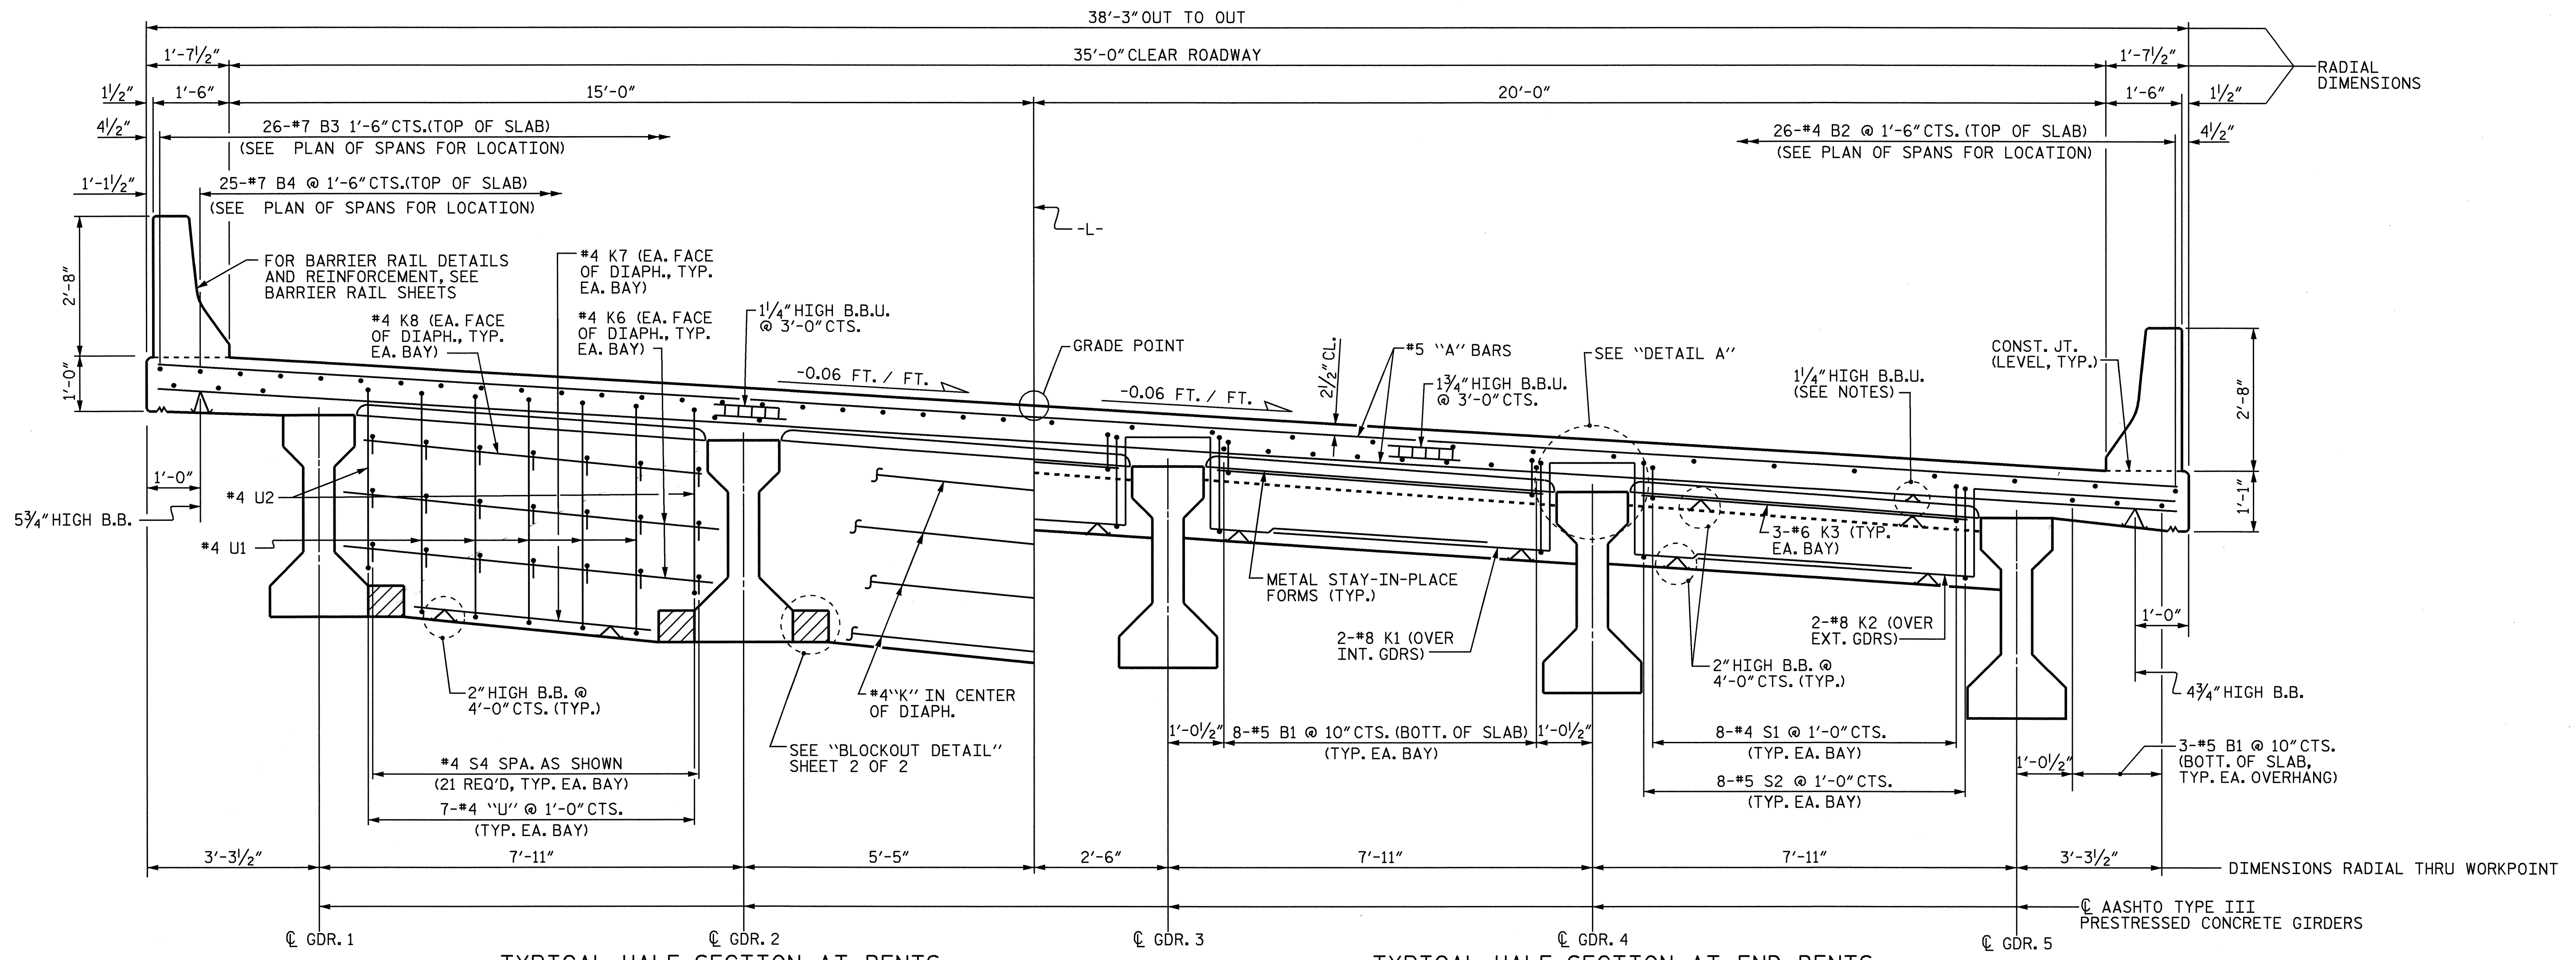 38'-3" OUT TO OUT
1'-7½"
35'-0" CLEAR ROADWAY
1'-7½"
RADIAL
DIMENSIONS
1½"
1'-6"
15'-0"
20'-0"
1'-6"
1½"
4½"
26-#7 B3 1'-6" CTS.(TOP OF SLAB)
(SEE PLAN OF SPANS FOR LOCATION)
26-#4 B2 @ 1'-6" CTS.(TOP OF SLAB)
(SEE PLAN OF SPANS FOR LOCATION)
4½"
1'-1½"
25-#7 B4 @ 1'-6" CTS.(TOP OF SLAB)
(SEE PLAN OF SPANS FOR LOCATION)
-L-
2'-8"
FOR BARRIER RAIL DETAILS
AND REINFORCEMENT, SEE
BARRIER RAIL SHEETS
#4 K7 (EA. FACE
OF DIAPH., TYP.
EA. BAY)
#4 K8 (EA. FACE
OF DIAPH., TYP.
EA. BAY)
#4 K6 (EA. FACE
OF DIAPH., TYP.
EA. BAY)
1¼" HIGH B.B.U.
@ 3'-0" CTS.
GRADE POINT
2½" CL.
#5 "A" BARS
SEE "DETAIL A"
CONST. JT.
(LEVEL, TYP.)
1'-0"
-0.06 FT. / FT.
-0.06 FT. / FT.
1¾" HIGH B.B.U.
@ 3'-0" CTS.
1¼" HIGH B.B.U.
(SEE NOTES)
2'-8"
1'-1"
1'-0"
#4 U2
5¾" HIGH B.B.
#4 U1
3-#6 K3 (TYP.
EA. BAY)
METAL STAY-IN-PLACE
FORMS (TYP.)
2-#8 K1 (OVER
INT. GDRS)
2-#8 K2 (OVER
EXT. GDRS)
1'-0"
2" HIGH B.B. @
4'-0" CTS. (TYP.)
#4 "K" IN CENTER
OF DIAPH.
2" HIGH B.B. @
4'-0" CTS. (TYP.)
4¾" HIGH B.B.
SEE "BLOCKOUT DETAIL"
SHEET 2 OF 2
1'-0½"
8-#5 B1 @ 10" CTS. (BOTT. OF SLAB)
(TYP. EA. BAY)
1'-0½"
8-#4 S1 @ 1'-0" CTS.
(TYP. EA. BAY)
3-#5 B1 @ 10" CTS.
(BOTT. OF SLAB,
TYP. EA. OVERHANG)
1'-0½"
#4 S4 SPA. AS SHOWN
(21 REQ'D, TYP. EA. BAY)
8-#5 S2 @ 1'-0" CTS.
(TYP. EA. BAY)
7-#4 "U" @ 1'-0" CTS.
(TYP. EA. BAY)
3'-3½"
7'-11"
5'-5"
2'-6"
7'-11"
7'-11"
3'-3½"
DIMENSIONS RADIAL THRU WORKPOINT
℄ AASHTO TYPE III
PRESTRESSED CONCRETE GIRDERS
℄ GDR. 1
℄ GDR. 2
℄ GDR. 3
℄ GDR. 4
℄ GDR. 5
TYPICAL HALF SECTION AT BENTS
TYPICAL HALF SECTION AT END BENTS